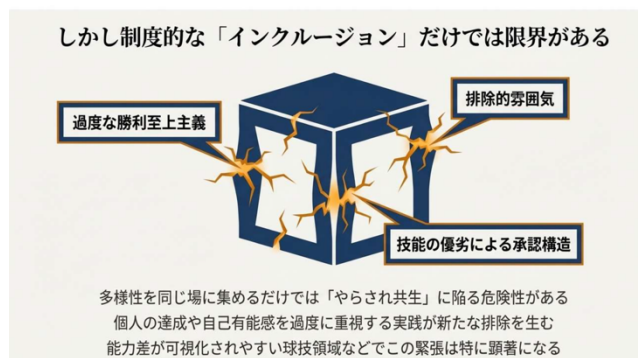 しかし制度的な「インクルージョン」だけでは限界がある
過度な勝利至上主義
排除的雰囲気
技能の優劣による承認構造
多様性を同じ場に集めるだけでは「やらされ共生」に陥る危険性がある
個人の達成や自己有能感を過度に重視する実践が新たな排除を生む
能力差が可視化されやすい球技領域などでこの緊張は特に顕著になる